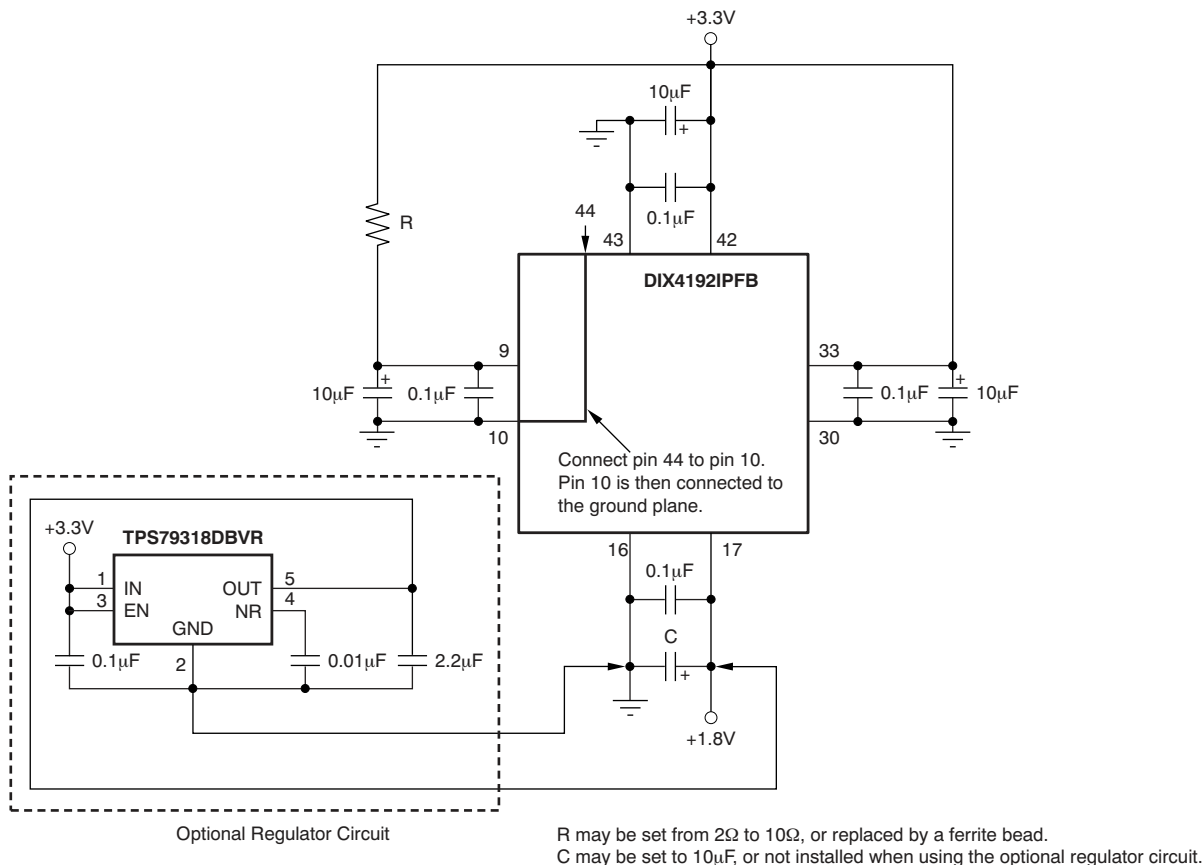 +3.3V
10μF
+
0.1μF
R
44
43
42
DIX4192IPFB
9
33
10μF
+
0.1μF
0.1μF
+
10μF
10
30
Connect pin 44 to pin 10.
Pin 10 is then connected to
the ground plane.
16
17
0.1μF
C
+
+1.8V
+3.3V
TPS79318DBVR
1
IN
OUT
5
3
EN
NR
4
GND
2
0.1μF
0.01μF
2.2μF
Optional Regulator Circuit
R may be set from 2Ω to 10Ω, or replaced by a ferrite bead.
C may be set to 10μF, or not installed when using the optional regulator circuit.